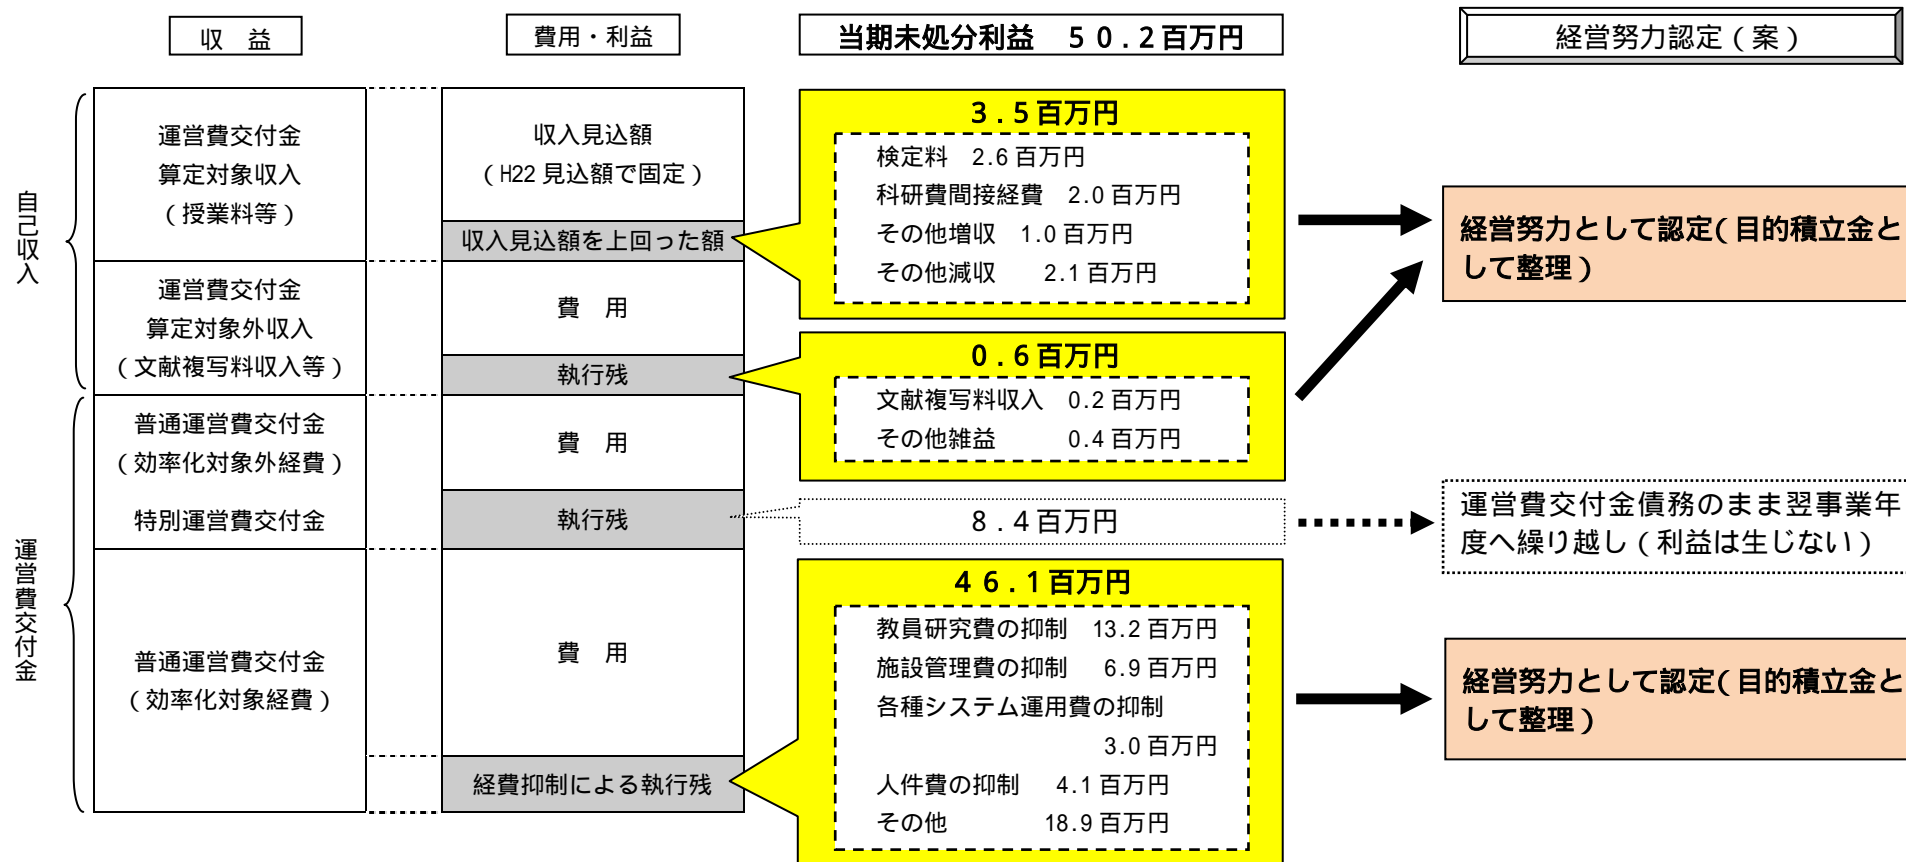 収　益
費用・利益
当期未処分利益　５０.２百万円
経営努力認定（案）
自己収入
運営費交付金
算定対象収入
（授業料等）
収入見込額
（H22 見込額で固定）
収入見込額を上回った額
３.５百万円
検定料　2.6 百万円
科研費間接経費　2.0 百万円
その他増収　1.0 百万円
その他減収　　2.1 百万円
経営努力として認定（目的積立金と
して整理）
運営費交付金
算定対象外収入
（文献複写料収入等）
費　用
執行残
０.６百万円
文献複写料収入　0.2 百万円
その他雑益　　　0.4 百万円
運営費交付金
普通運営費交付金
（効率化対象外経費）
特別運営費交付金
費　用
執行残
８.４百万円
運営費交付金債務のまま翌事業年
度へ繰り越し（利益は生じない）
普通運営費交付金
（効率化対象経費）
費　用
経費抑制による執行残
４６.１百万円
教員研究費の抑制　13.2 百万円
施設管理費の抑制　6.9 百万円
各種システム運用費の抑制
3.0 百万円
人件費の抑制　4.1 百万円
その他　　　　18.9 百万円
経営努力として認定（目的積立金と
して整理）